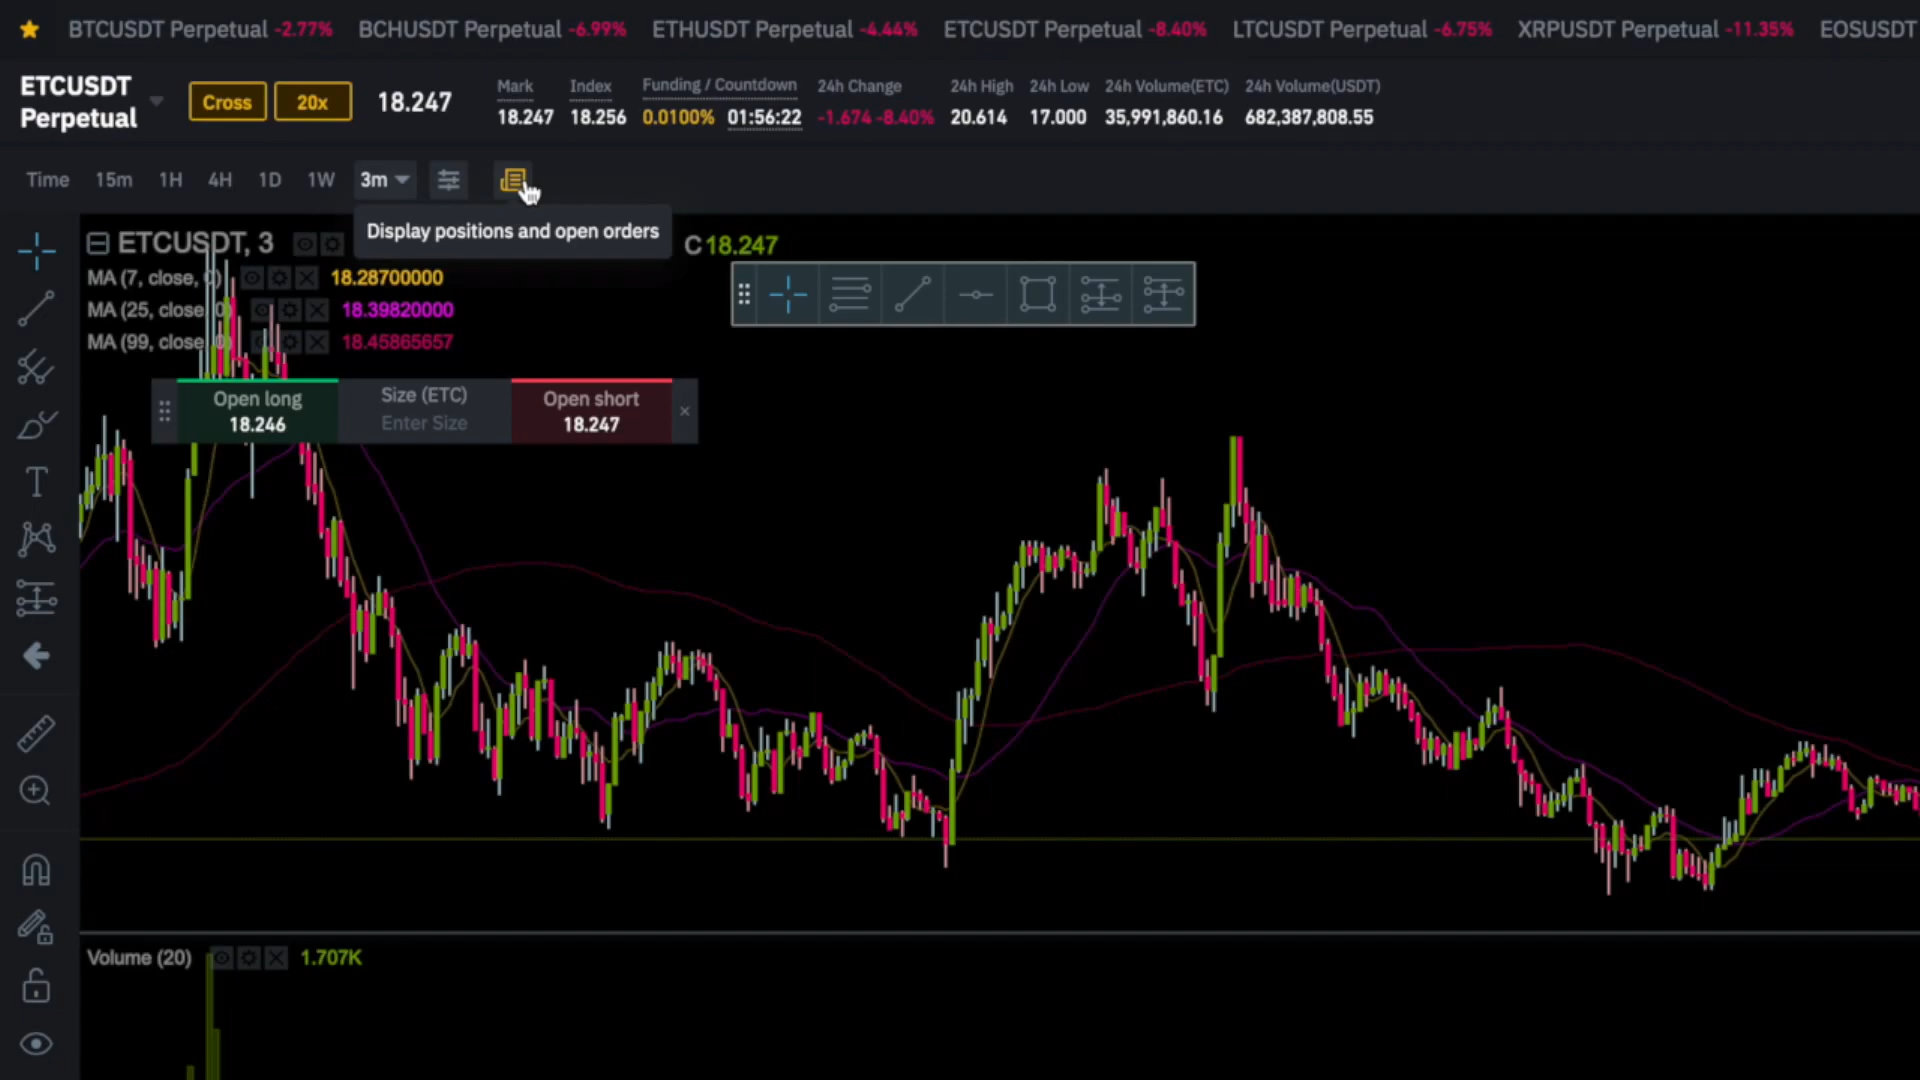 BTCUSDT Perpetual -2.77% BCHUSDT Perpetual -6.99% ETHUSDT Perpetual -4.44% ETCUSDT Perpetual -8.40% LTCUSDT Perpetual -6.75% XRPUSDT Perpetual -11.35% EOSUSDT
ETCUSDT
Perpetual
Cross 20x 18.247
Mark Index Funding / Countdown 24h Change 24h High 24h Low 24h Volume(ETC) 24h Volume(USDT)
18.247 18.256 0.0100% 01:56:22 -1.674 -8.40% 20.614 17.000 35,991,860.16 682,387,808.55
Time 15m 1H 4H 1D 1W 3m
Display positions and open orders
ETCUSDT, 3 C18.247
MA (7, close, 0) 18.28700000
MA (25, close, 0) 18.39820000
MA (99, close, 0) 18.45865657
Open long Size (ETC) Open short
18.246 Enter Size 18.247
Volume (20) 1.707K